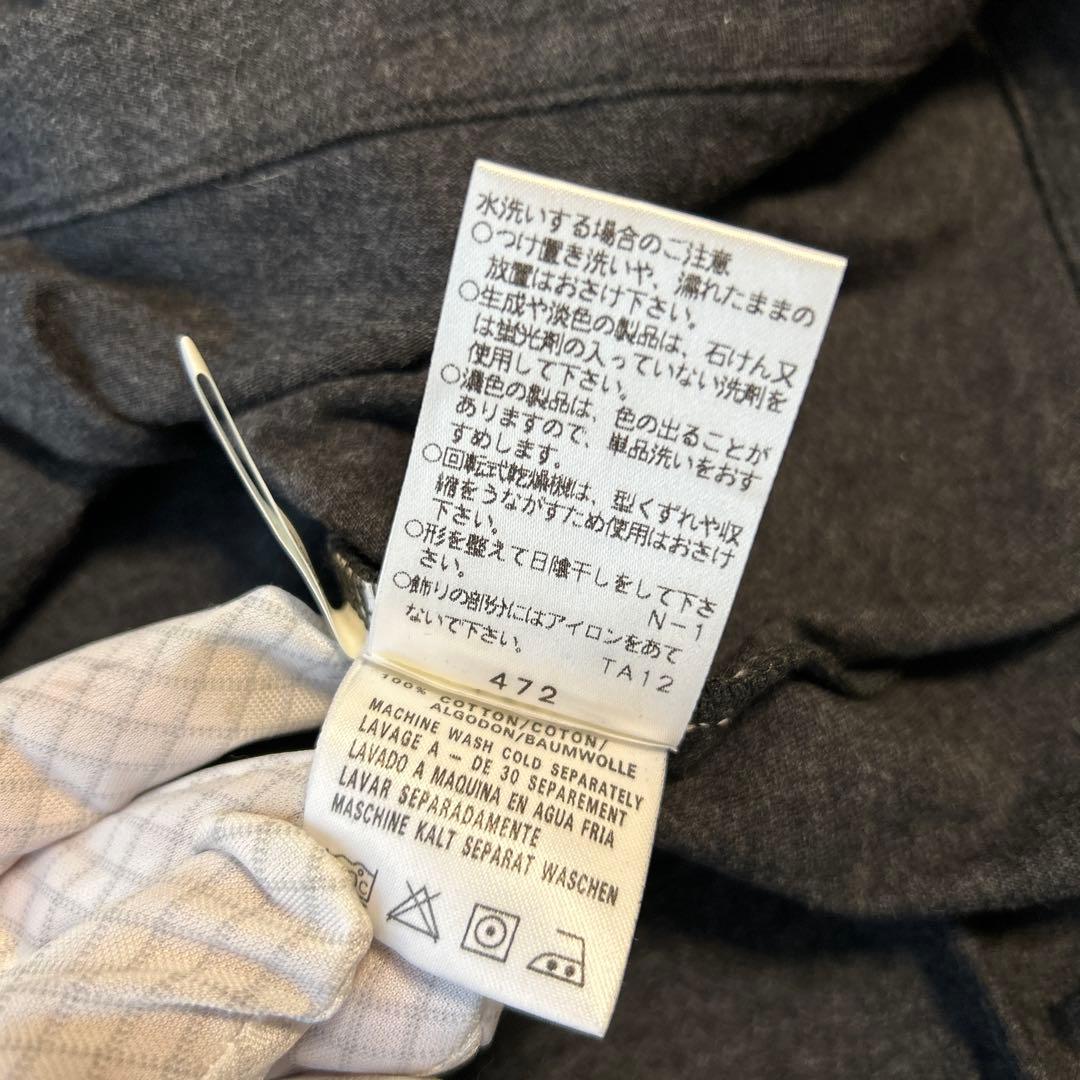 水洗いする場合のご注意
○つけ置き洗いや、濡れたままの
放置はおさけ下さい。
○生成や淡色の製品は、石けん又
は蛍光剤の入っていない洗剤を
使用して下さい。
○濃色の製品は、色の出ることが
ありますので、単品洗いをおす
すめします。
○回転式乾燥機は、型くずれや収
縮をうながすため使用はおさけ
下さい。
○形を整えて日陰干しをして下さ
さい。
N-1
○飾りの部分にはアイロンをあて
ないで下さい。
TA12
472
100% COTTON/COTON/
ALGODON/BAUMWOLLE
MACHINE WASH COLD SEPARATELY
LAVAGE A – DE 30 SEPAREMENT
LAVADO A MAQUINA EN AGUA FRIA
LAVAR SEPARADAMENTE
MASCHINE KALT SEPARAT WASCHEN